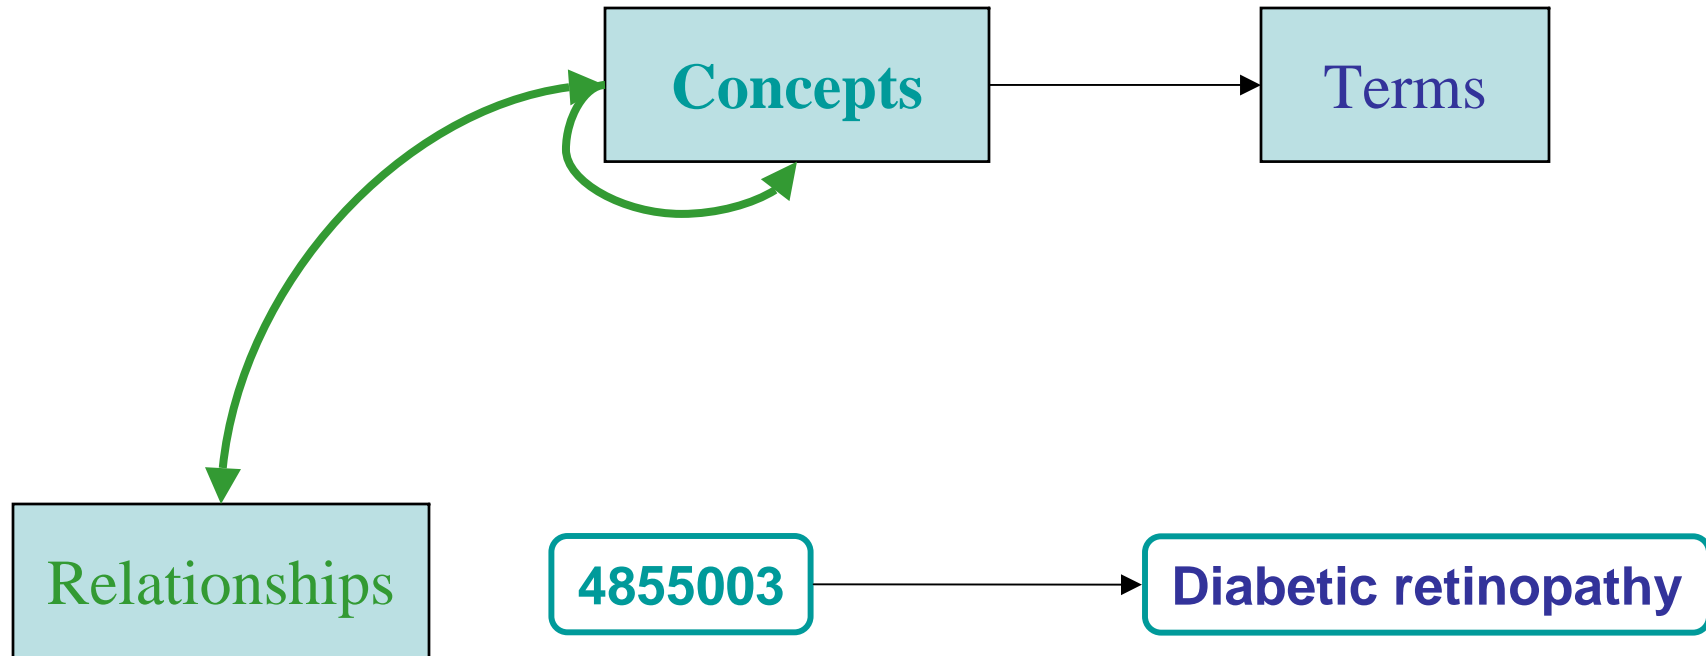 Concepts
Terms
Relationships
4855003
Diabetic retinopathy